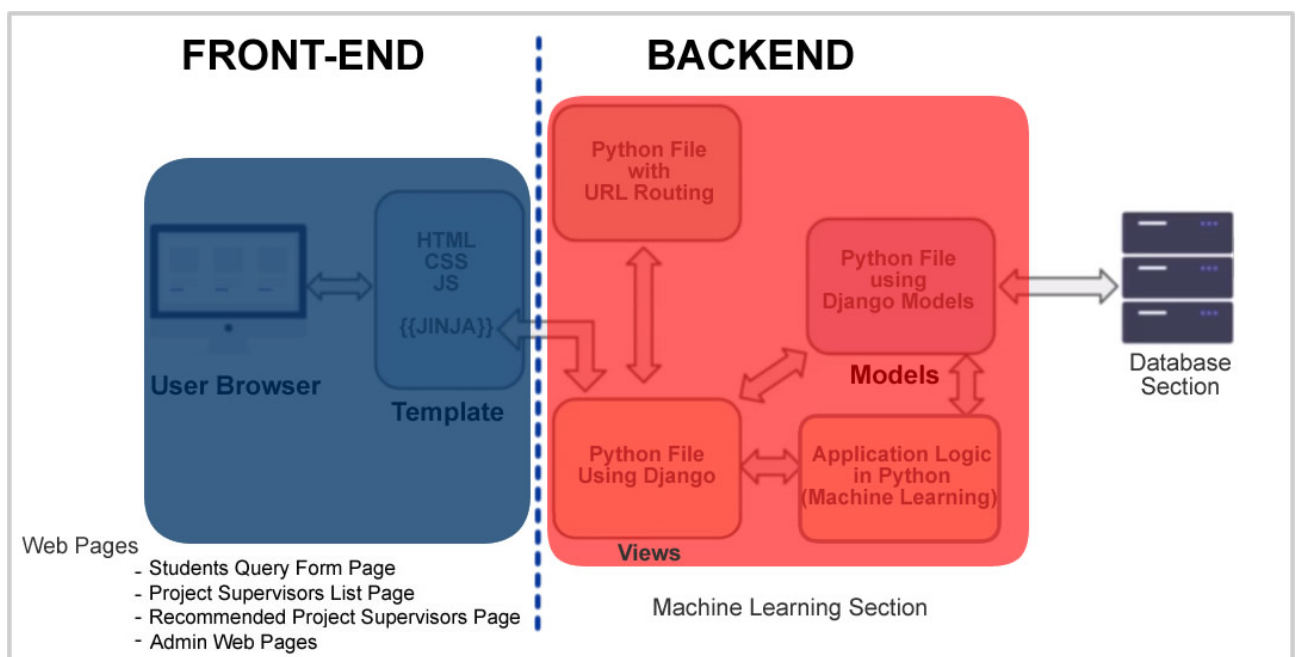 FRONT-END
BACKEND
Python File
with
URL Routing
HTML
CSS
JS
{{JINJA}}
User Browser
Template
Python File
using
Django Models
Models
Database
Section
Python File
Using Django
Views
Application Logic
in Python
(Machine Learning)
Web Pages
- Students Query Form Page
- Project Supervisors List Page
- Recommended Project Supervisors Page
- Admin Web Pages
Machine Learning Section